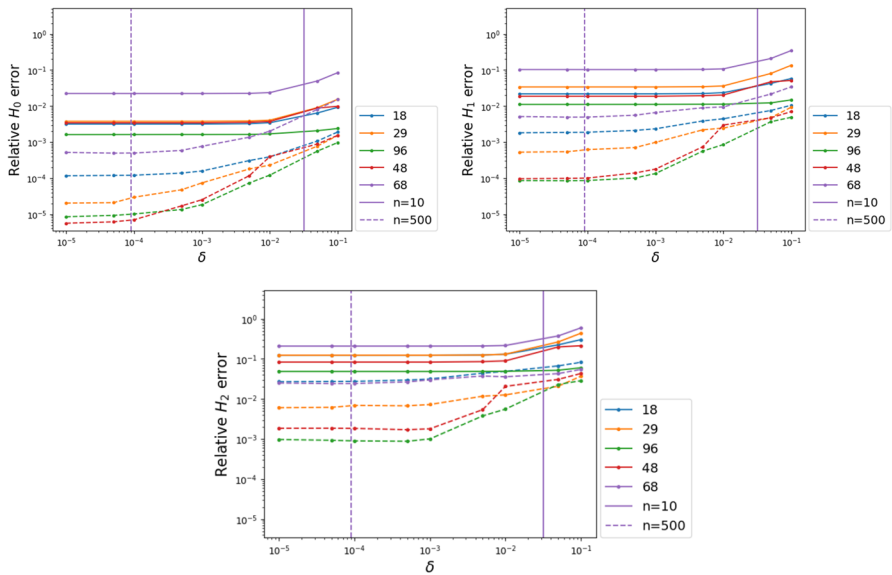 Relative H₀ error
10⁰
10⁻¹
10⁻²
10⁻³
10⁻⁴
10⁻⁵
10⁻⁵ 10⁻⁴ 10⁻³ 10⁻² 10⁻¹
δ
18
29
96
48
68
n=10
n=500
Relative H₁ error
10⁰
10⁻¹
10⁻²
10⁻³
10⁻⁴
10⁻⁵
10⁻⁵ 10⁻⁴ 10⁻³ 10⁻² 10⁻¹
δ
18
29
96
48
68
n=10
n=500
Relative H₂ error
10⁰
10⁻¹
10⁻²
10⁻³
10⁻⁴
10⁻⁵
10⁻⁵ 10⁻⁴ 10⁻³ 10⁻² 10⁻¹
δ
18
29
96
48
68
n=10
n=500